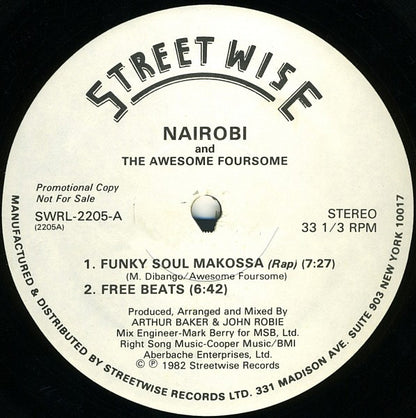 STREETWISE
NAIROBI
and
THE AWESOME FOURSOME
Promotional Copy
Not For Sale
SWRL-2205-A
(2205A)
STEREO
33 1/3 RPM
1. FUNKY SOUL MAKOSSA (Rap) (7:27)
(M. Dibango/Awesome Foursome)
2. FREE BEATS (6:42)
Produced, Arranged and Mixed By
ARTHUR BAKER & JOHN ROBIE
Mix Engineer-Mark Berry for MSB, Ltd.
Right Song Music-Cooper Music/BMI
Aberbache Enterprises, Ltd.
© ℗ 1982 Streetwise Records
MANUFACTURED & DISTRIBUTED BY STREETWISE RECORDS LTD. 331 MADISON AVE. SUITE 903 NEW YORK 10017